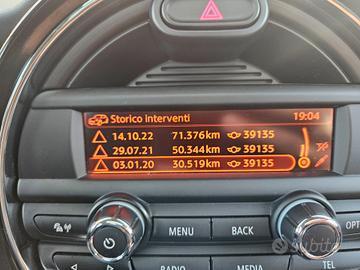 Storico interventi 19:04
14.10.22 71.376km 39135
29.07.21 50.344km 39135
03.01.20 30.519km 39135
MENU BACK OPT
RADIO MEDIA TEL
subito